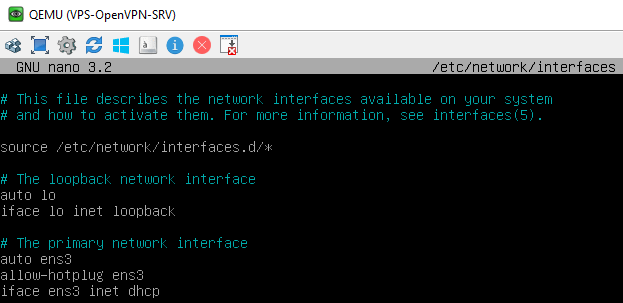 QEMU (VPS-OpenVPN-SRV)
GNU nano 3.2 /etc/network/interfaces
# This file describes the network interfaces available on your system
# and how to activate them. For more information, see interfaces(5).
source /etc/network/interfaces.d/*
# The loopback network interface
auto lo
iface lo inet loopback
# The primary network interface
auto ens3
allow-hotplug ens3
iface ens3 inet dhcp